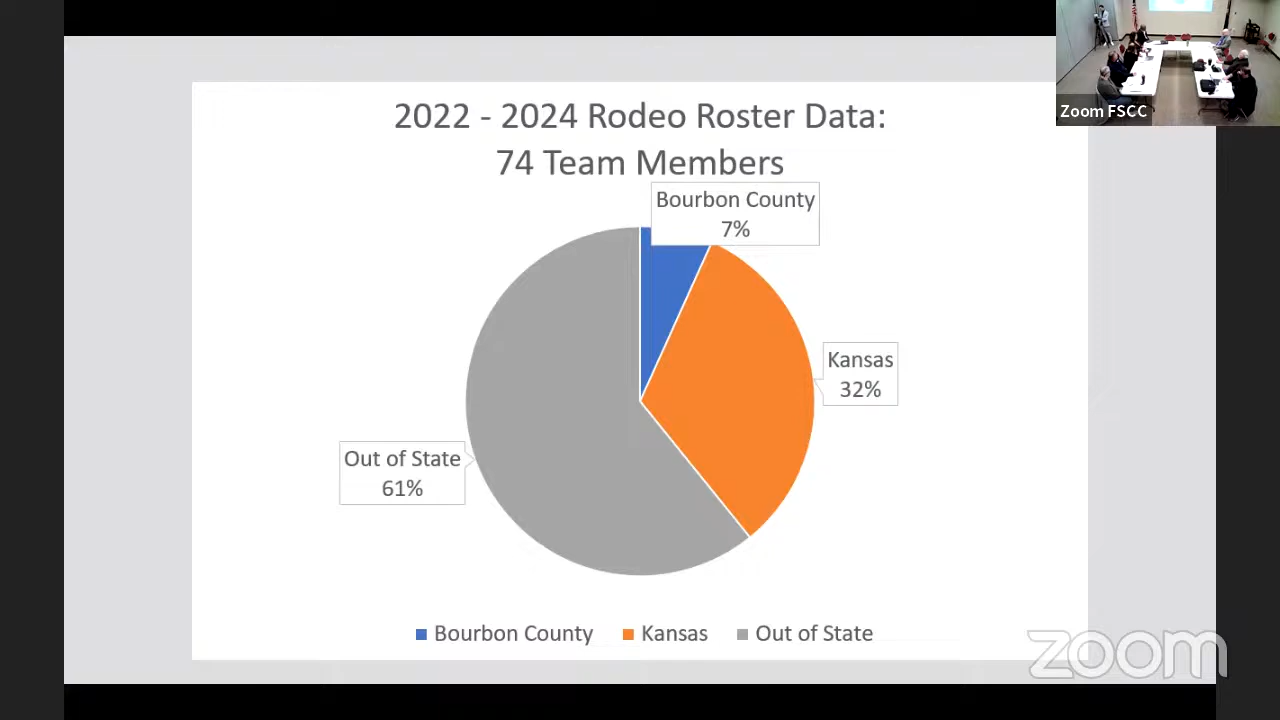 2022 - 2024 Rodeo Roster Data:
74 Team Members
Bourbon County
7%
Kansas
32%
Out of State
61%
Bourbon County
Kansas
Out of State
Zoom FSCC
zoom